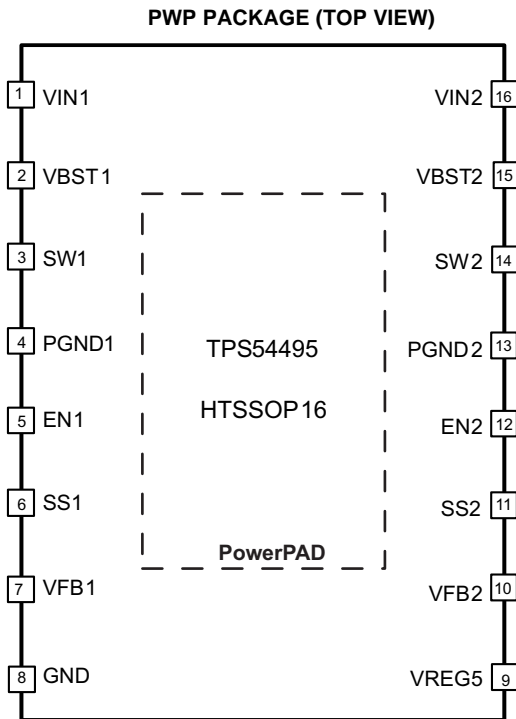 PWP PACKAGE (TOP VIEW)
1 VIN1 VIN2 16
2 VBST1 VBST2 15
3 SW1 SW2 14
4 PGND1 TPS54495 PGND2 13
HTSSOP16
5 EN1 EN2 12
6 SS1 SS2 11
PowerPAD
7 VFB1 VFB2 10
8 GND VREG5 9